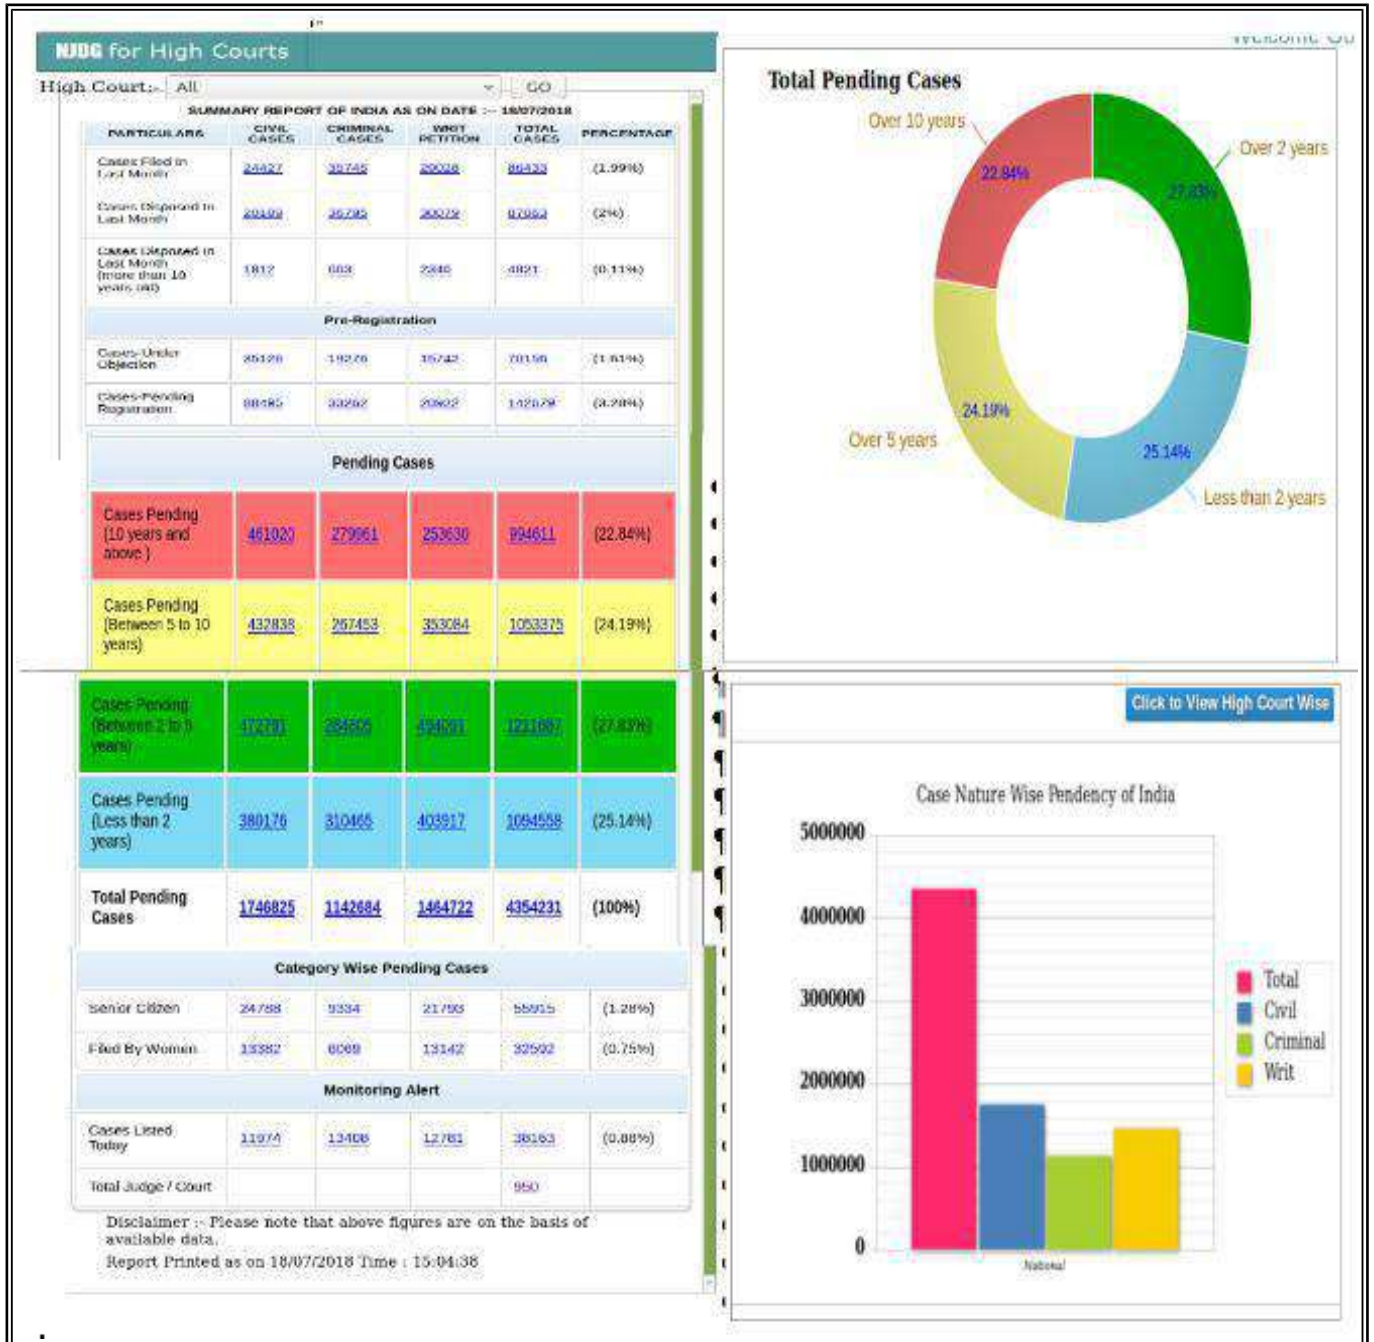 NJDG for High Courts
High Court:- All GO
SUMMARY REPORT OF INDIA AS ON DATE :- 18/07/2018
PARTICULARS CIVIL CASES CRIMINAL CASES WRIT PETITION TOTAL CASES PERCENTAGE
Cases Filed in
Last Month 24427 86433 (1.99%)
Cases Disposed in
Last Month (2%)
Cases Disposed in
Last Month
(more than 10
years old) 1812 4821 (0.11%)
Pre-Registration
Cases-Under
Objection 19276 15742 (1.61%)
Cases-Pending
Registration 33262 (3.28%)
Pending Cases
Cases Pending
(10 years and
above ) 461020 279961 253630 994611 (22.84%)
Cases Pending
(Between 5 to 10
years) 432838 267453 353084 1053375 (24.19%)
Cases Pending
(Between 2 to 5
years) (27.83%)
Cases Pending
(Less than 2
years) 380176 310465 403917 1094558 (25.14%)
Total Pending
Cases 1746825 1142684 1464722 4354231 (100%)
Category Wise Pending Cases
Senior Citizen 24788 9334 21793 55915 (1.28%)
Filed By Women 13382 6069 13142 32592 (0.75%)
Monitoring Alert
Cases Listed
Today 11974 13408 12781 38163 (0.88%)
Total Judge / Court 950
Disclaimer :- Please note that above figures are on the basis of
available data.
Report Printed as on 18/07/2018 Time : 15:04:38
Total Pending Cases
Over 10 years
22.84%
Over 2 years
27.83%
24.19%
Over 5 years
25.14%
Less than 2 years
Click to View High Court Wise
Case Nature Wise Pendency of India
5000000
4000000
3000000
2000000
1000000
0
National
Total
Civil
Criminal
Writ